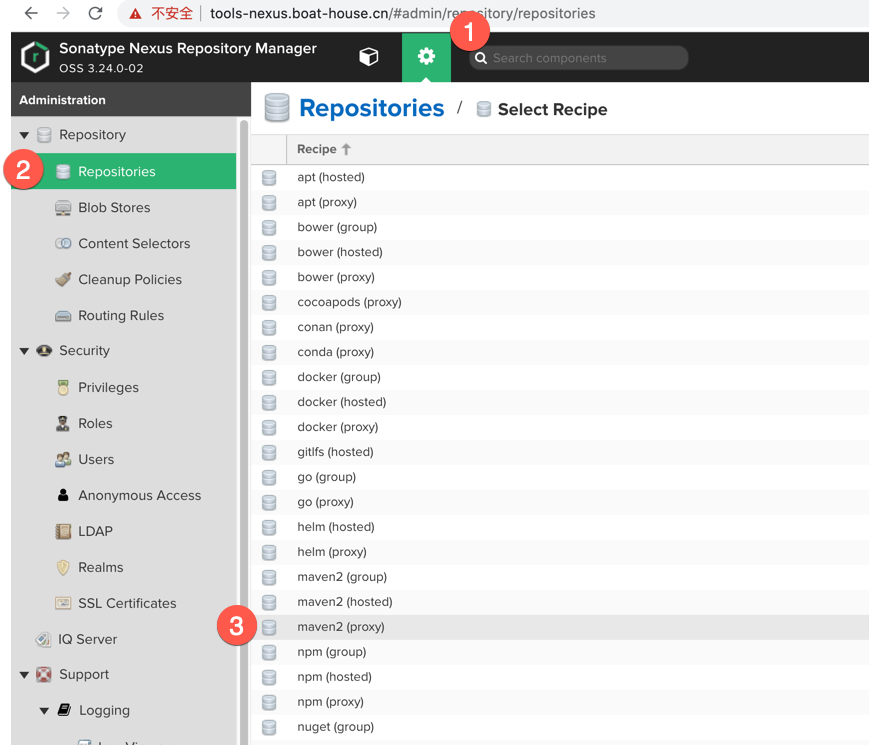 不安全 tools-nexus.boat-house.cn/#admin/repository/repositories
1
Sonatype Nexus Repository Manager
OSS 3.24.0-02
Search components
Administration
Repositories / Select Recipe
Repository
2
Repositories
Blob Stores
Content Selectors
Cleanup Policies
Routing Rules
Security
Privileges
Roles
Users
Anonymous Access
LDAP
Realms
SSL Certificates
IQ Server
Support
Logging
Recipe
apt (hosted)
apt (proxy)
bower (group)
bower (hosted)
bower (proxy)
cocoapods (proxy)
conan (proxy)
conda (proxy)
docker (group)
docker (hosted)
docker (proxy)
gitlfs (hosted)
go (group)
go (proxy)
helm (hosted)
helm (proxy)
maven2 (group)
maven2 (hosted)
3
maven2 (proxy)
npm (group)
npm (hosted)
npm (proxy)
nuget (group)